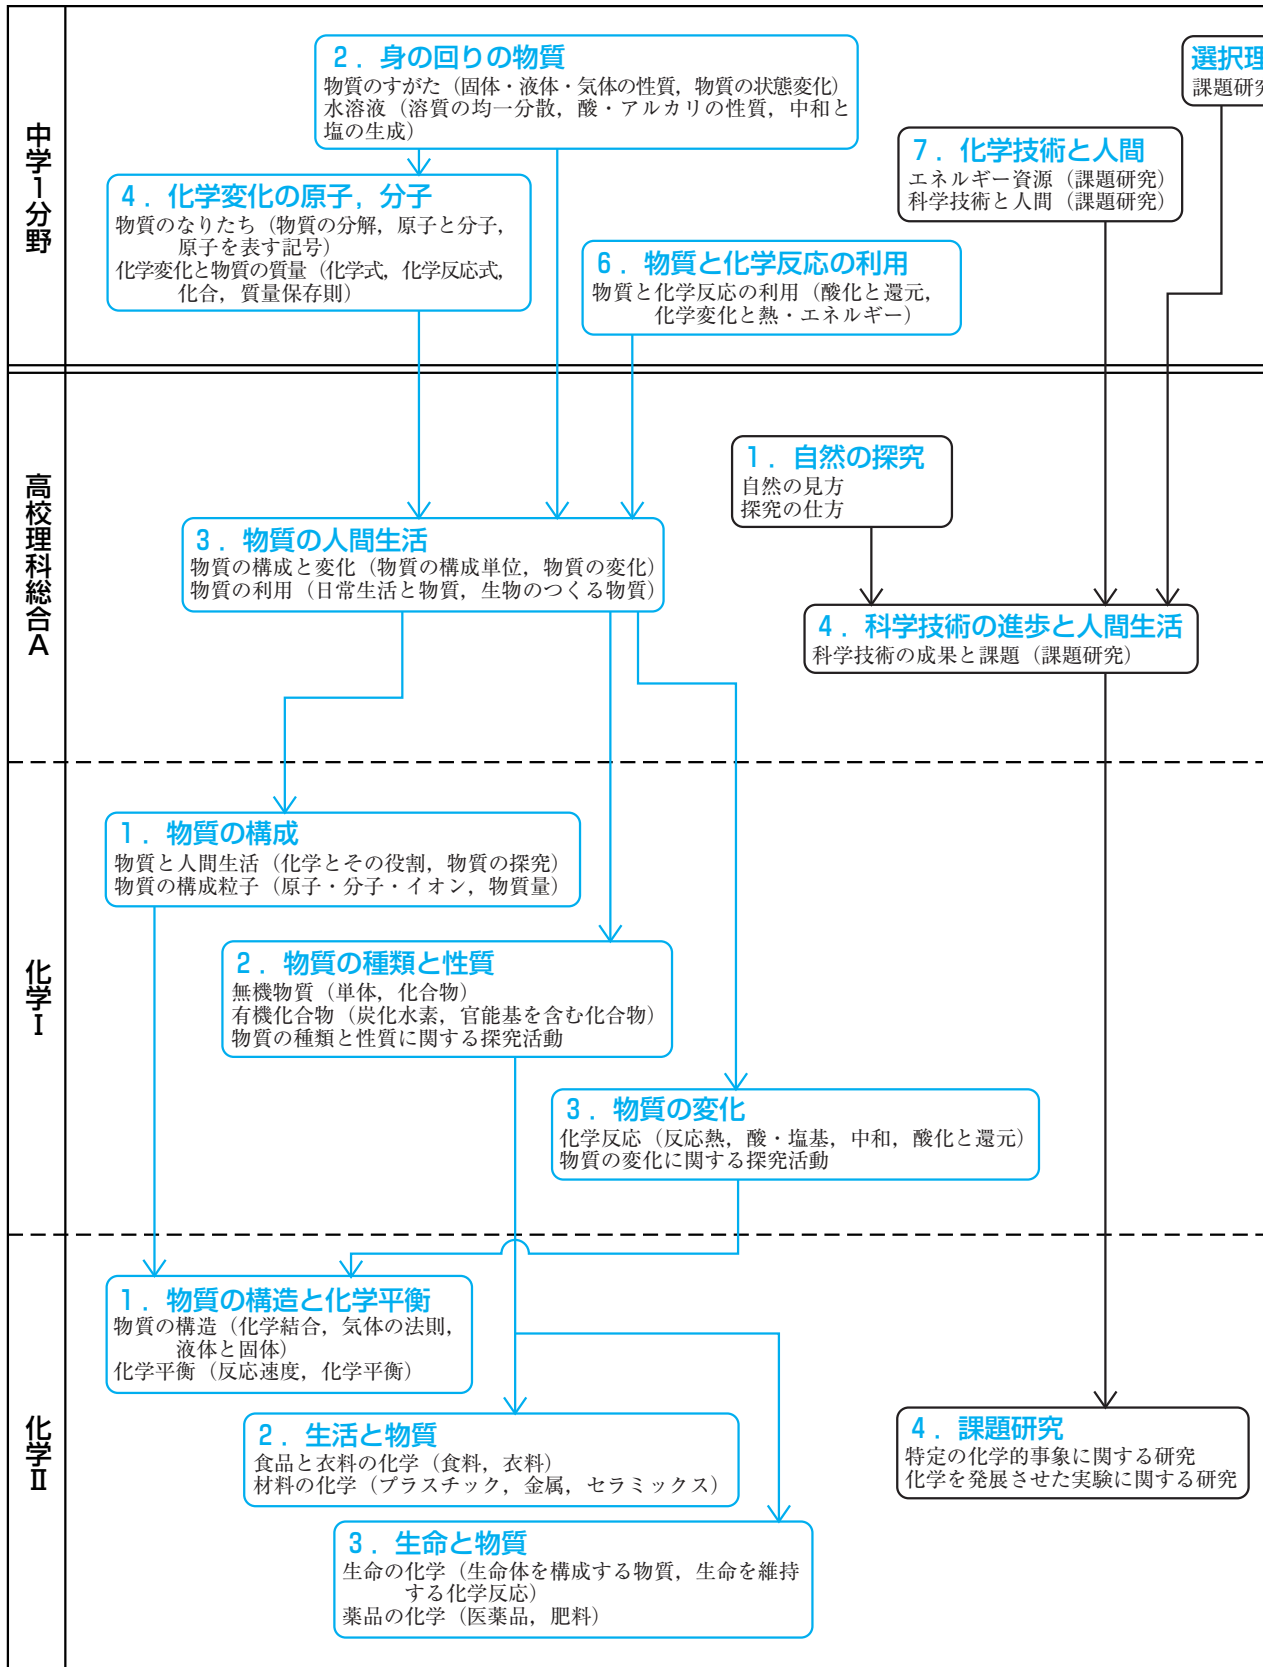 中学1分野
2．身の回りの物質
物質のすがた（固体・液体・気体の性質，物質の状態変化）
水溶液（溶質の均一分散，酸・アルカリの性質，中和と
塩の生成）
選択理
課題研究
7．化学技術と人間
エネルギー資源（課題研究）
科学技術と人間（課題研究）
4．化学変化の原子，分子
物質のなりたち（物質の分解，原子と分子，
原子を表す記号）
化学変化と物質の質量（化学式，化学反応式，
化合，質量保存則）
6．物質と化学反応の利用
物質と化学反応の利用（酸化と還元，
化学変化と熱・エネルギー）
高校理科総合A
1．自然の探究
自然の見方
探究の仕方
3．物質の人間生活
物質の構成と変化（物質の構成単位，物質の変化）
物質の利用（日常生活と物質，生物のつくる物質）
4．科学技術の進歩と人間生活
科学技術の成果と課題（課題研究）
化学Ⅰ
1．物質の構成
物質と人間生活（化学とその役割，物質の探究）
物質の構成粒子（原子・分子・イオン，物質量）
2．物質の種類と性質
無機物質（単体，化合物）
有機化合物（炭化水素，官能基を含む化合物）
物質の種類と性質に関する探究活動
3．物質の変化
化学反応（反応熱，酸・塩基，中和，酸化と還元）
物質の変化に関する探究活動
化学Ⅱ
1．物質の構造と化学平衡
物質の構造（化学結合，気体の法則，
液体と固体）
化学平衡（反応速度，化学平衡）
2．生活と物質
食品と衣料の化学（食料，衣料）
材料の化学（プラスチック，金属，セラミックス）
4．課題研究
特定の化学的事象に関する研究
化学を発展させた実験に関する研究
3．生命と物質
生命の化学（生命体を構成する物質，生命を維持
する化学反応）
薬品の化学（医薬品，肥料）